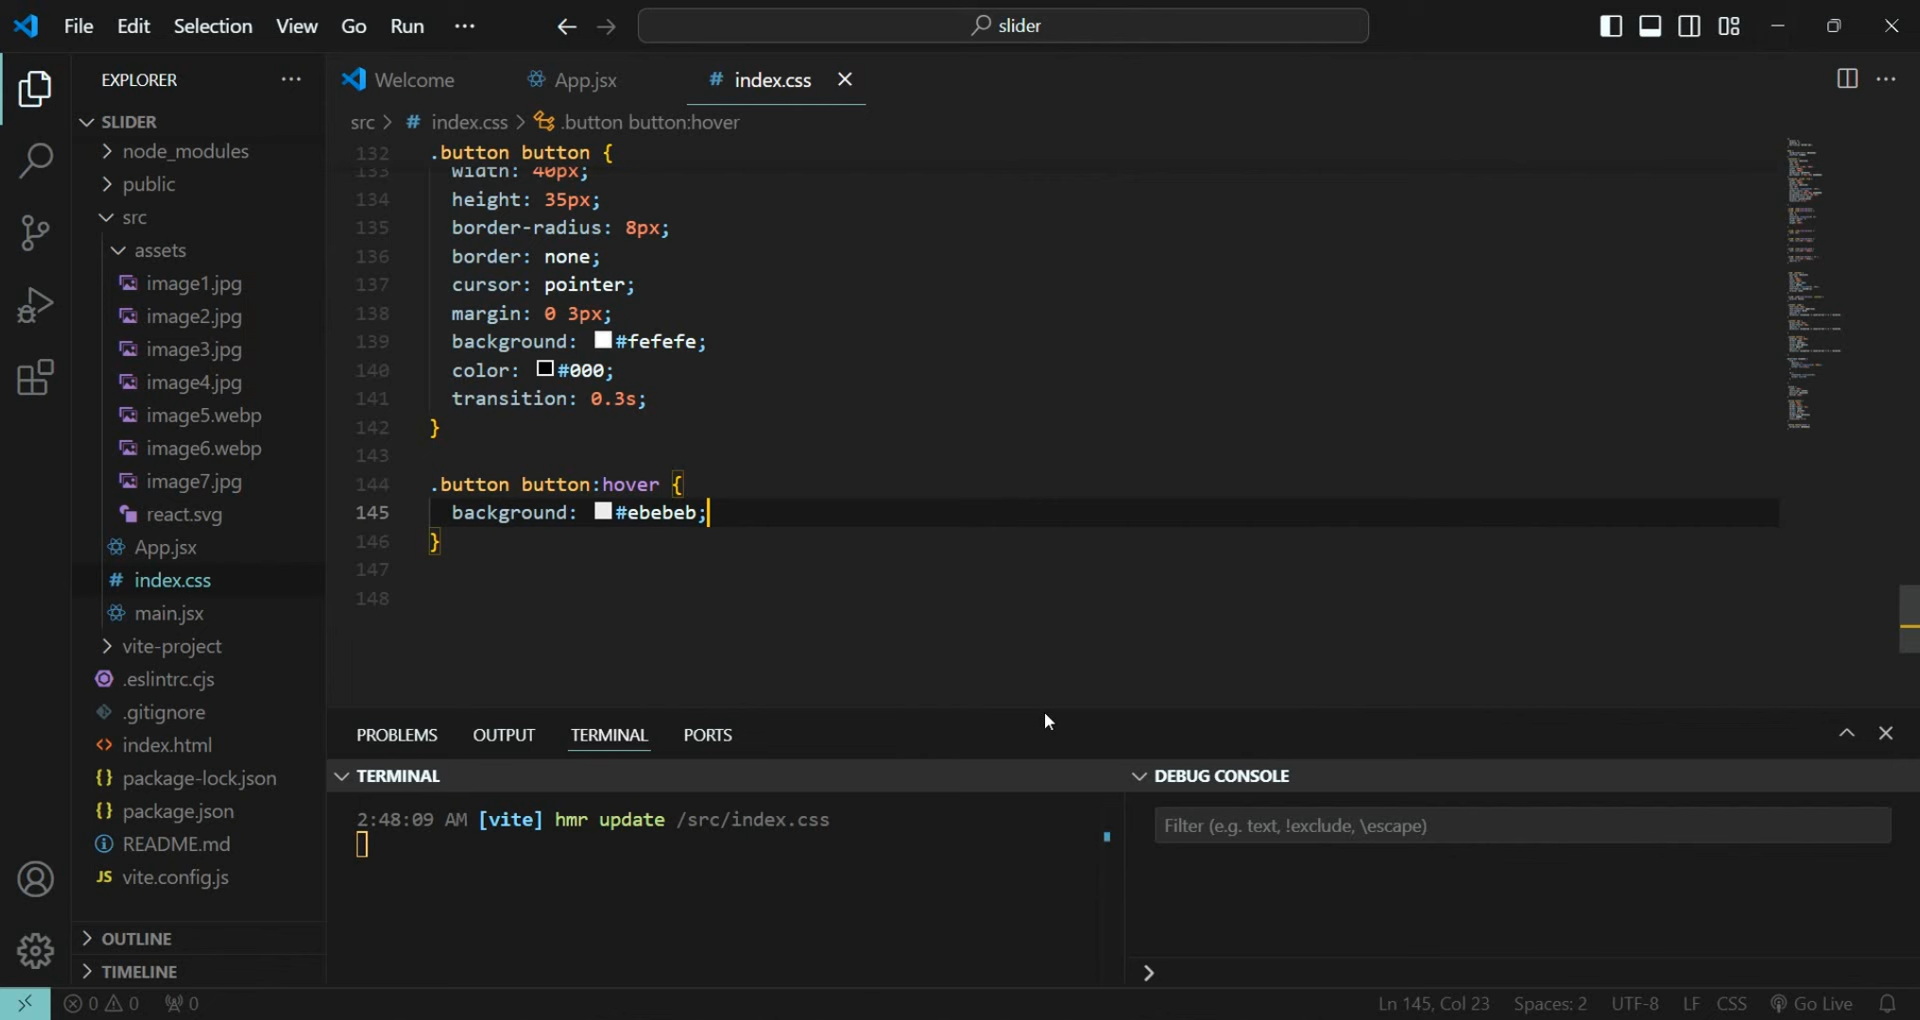 File Edit Selection View Go Run ···
slider
EXPLORER ···
Welcome App.jsx # index.css
SLIDER
src > # index.css > .button button:hover
node_modules
public
src
assets
image1.jpg
image2.jpg
image3.jpg
image4.jpg
image5.webp
image6.webp
image7.jpg
react.svg
App.jsx
# index.css
main.jsx
vite-project
.eslintrc.cjs
.gitignore
<> index.html
{} package-lock.json
{} package.json
README.md
JS vite.config.js
OUTLINE
TIMELINE
132 .button button {
133 width: 40px;
134 height: 35px;
135 border-radius: 8px;
136 border: none;
137 cursor: pointer;
138 margin: 0 3px;
139 background: #fefefe;
140 color: #000;
141 transition: 0.3s;
142 }
143
144 .button button:hover {
145 background: #ebebeb;
146 }
147
148
PROBLEMS OUTPUT TERMINAL PORTS
TERMINAL
2:48:09 AM [vite] hmr update /src/index.css
DEBUG CONSOLE
Filter (e.g. text, !exclude, \escape)
0 0 0
Ln 145, Col 23 Spaces: 2 UTF-8 LF CSS Go Live